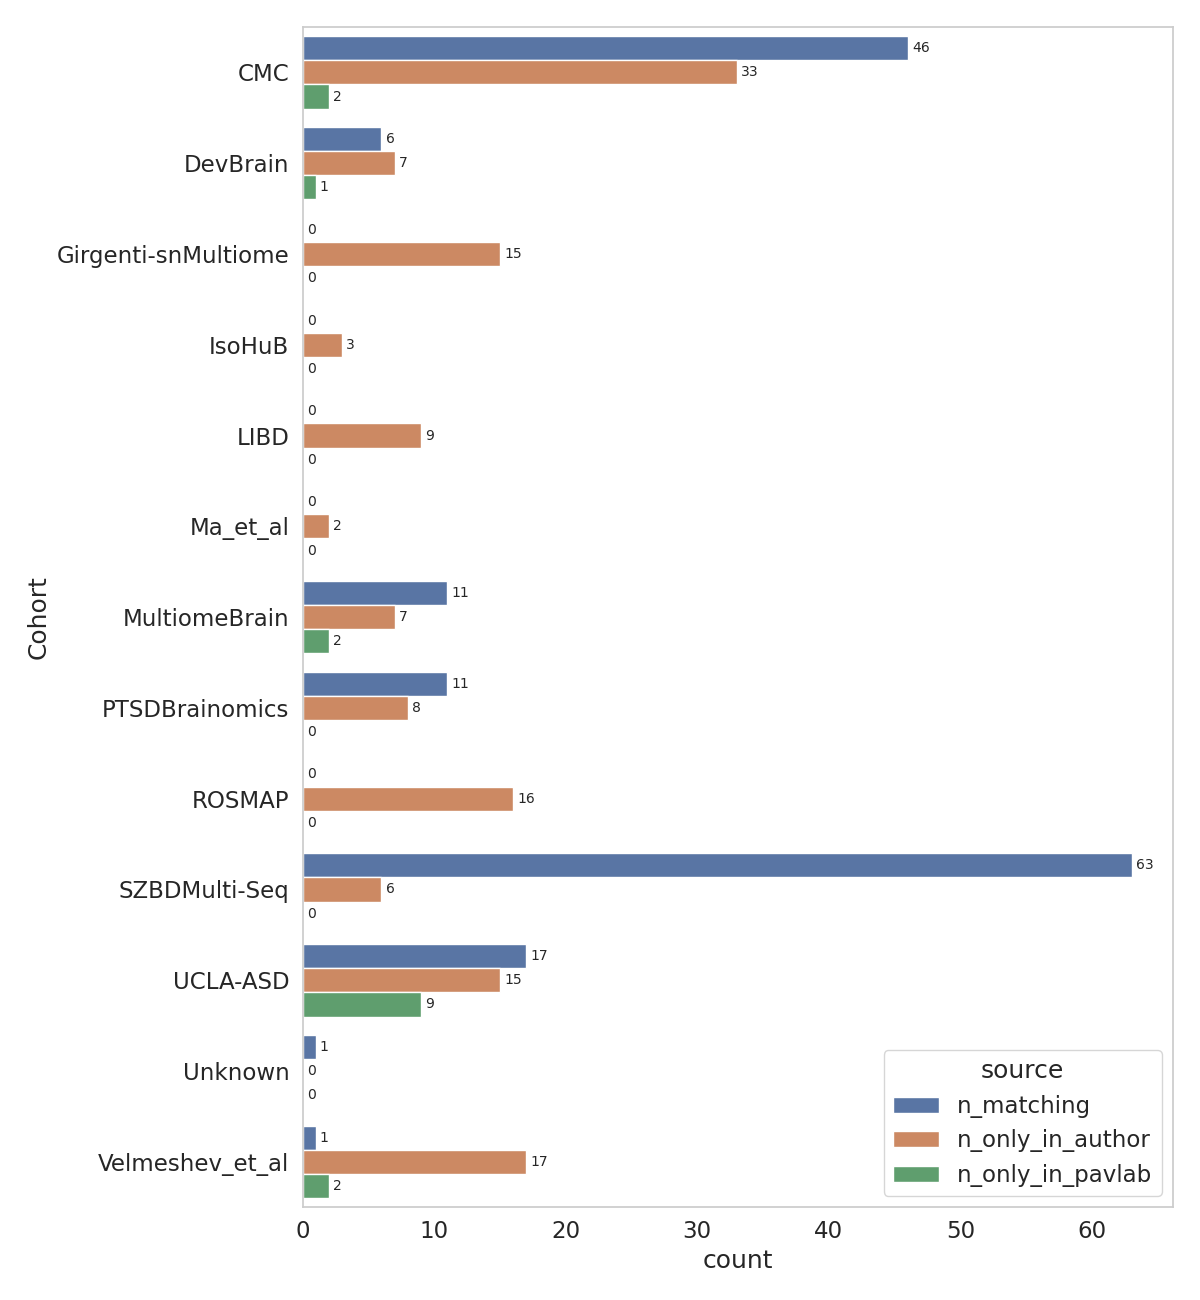 CMC
46
33
2
DevBrain
6
7
1
Girgenti-snMultiome
0
15
0
IsoHuB
0
3
0
LIBD
0
9
0
Ma_et_al
0
2
0
MultiomeBrain
11
7
2
PTSDBrainomics
11
8
0
ROSMAP
0
16
0
SZBDMulti-Seq
63
6
0
UCLA-ASD
17
15
9
Unknown
1
0
0
Velmeshev_et_al
1
17
2
Cohort
source
n_matching
n_only_in_author
n_only_in_pavlab
0 10 20 30 40 50 60
count